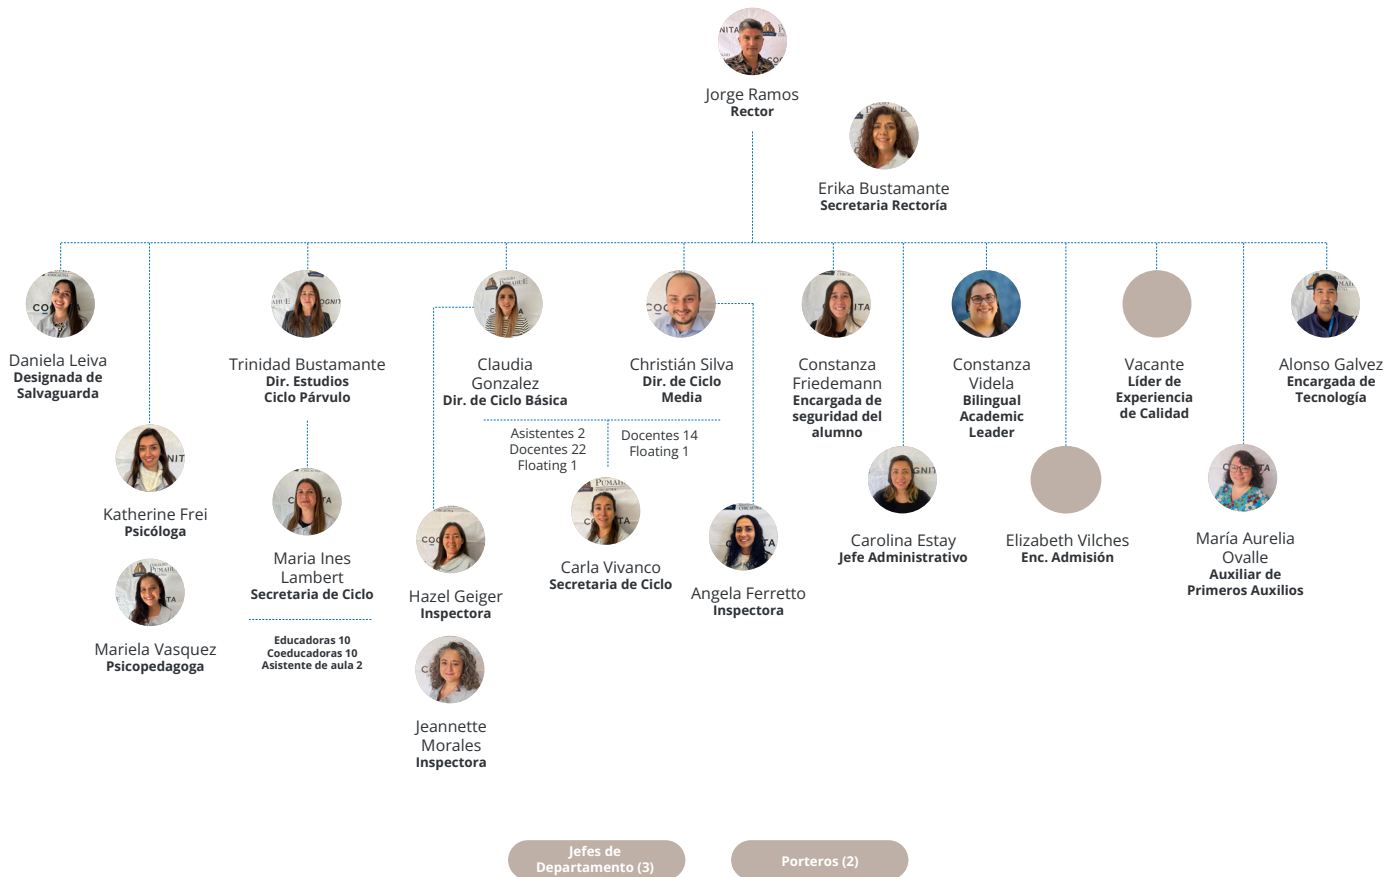 Jorge Ramos
Rector
Erika Bustamante
Secretaria Rectoría
Daniela Leiva
Designada de
Salvaguarda
Trinidad Bustamante
Dir. Estudios
Ciclo Párvulo
Claudia
Gonzalez
Dir. de Ciclo Básica
Christián Silva
Dir. de Ciclo
Media
Constanza
Friedemann
Encargada de
seguridad del
alumno
Constanza
Videla
Bilingual
Academic
Leader
Vacante
Líder de
Experiencia
de Calidad
Alonso Galvez
Encargada de
Tecnología
Asistentes 2
Docentes 22
Floating 1
Docentes 14
Floating 1
Katherine Frei
Psicóloga
Mariela Vasquez
Psicopedagoga
Maria Ines
Lambert
Secretaria de Ciclo
Educadoras 10
Coeducadoras 10
Asistente de aula 2
Hazel Geiger
Inspectora
Jeannette
Morales
Inspectora
Carla Vivanco
Secretaria de Ciclo
Angela Ferretto
Inspectora
Carolina Estay
Jefe Administrativo
Elizabeth Vilches
Enc. Admisión
María Aurelia
Ovalle
Auxiliar de
Primeros Auxilios
Jefes de
Departamento (3)
Porteros (2)